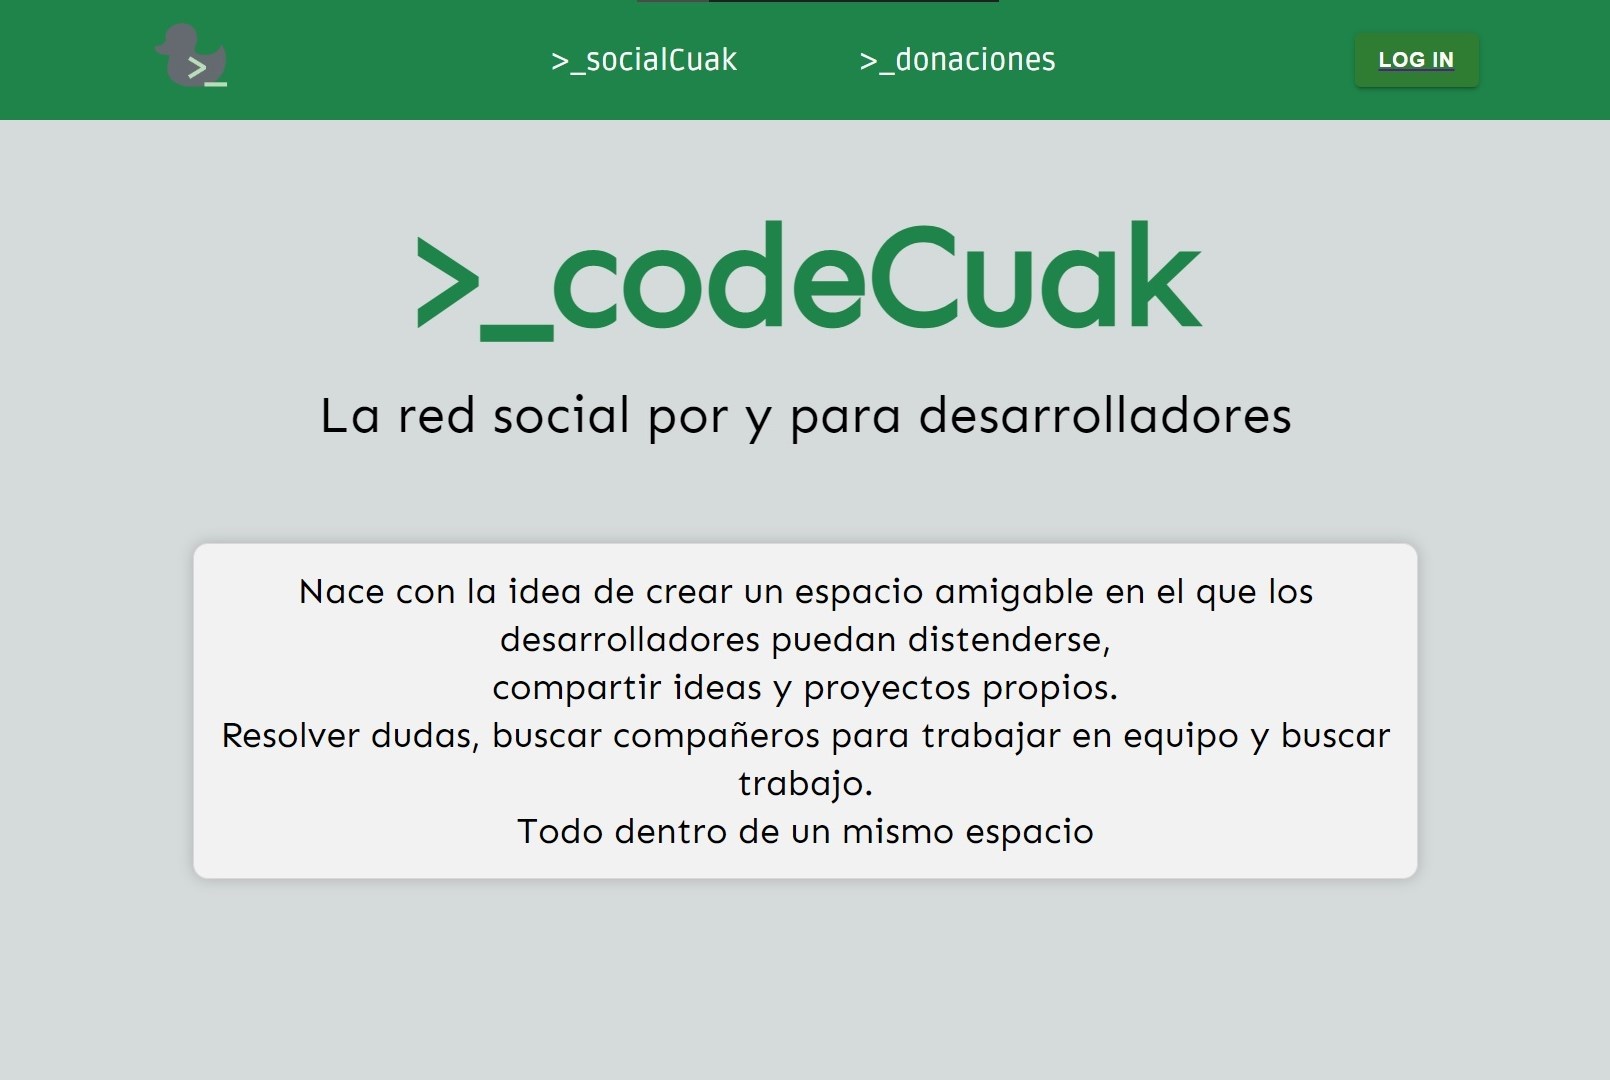 >_
>_socialCuak
>_donaciones
LOG IN
>_codeCuak
La red social por y para desarrolladores
Nace con la idea de crear un espacio amigable en el que los
desarrolladores puedan distenderse,
compartir ideas y proyectos propios.
Resolver dudas, buscar compañeros para trabajar en equipo y buscar
trabajo.
Todo dentro de un mismo espacio